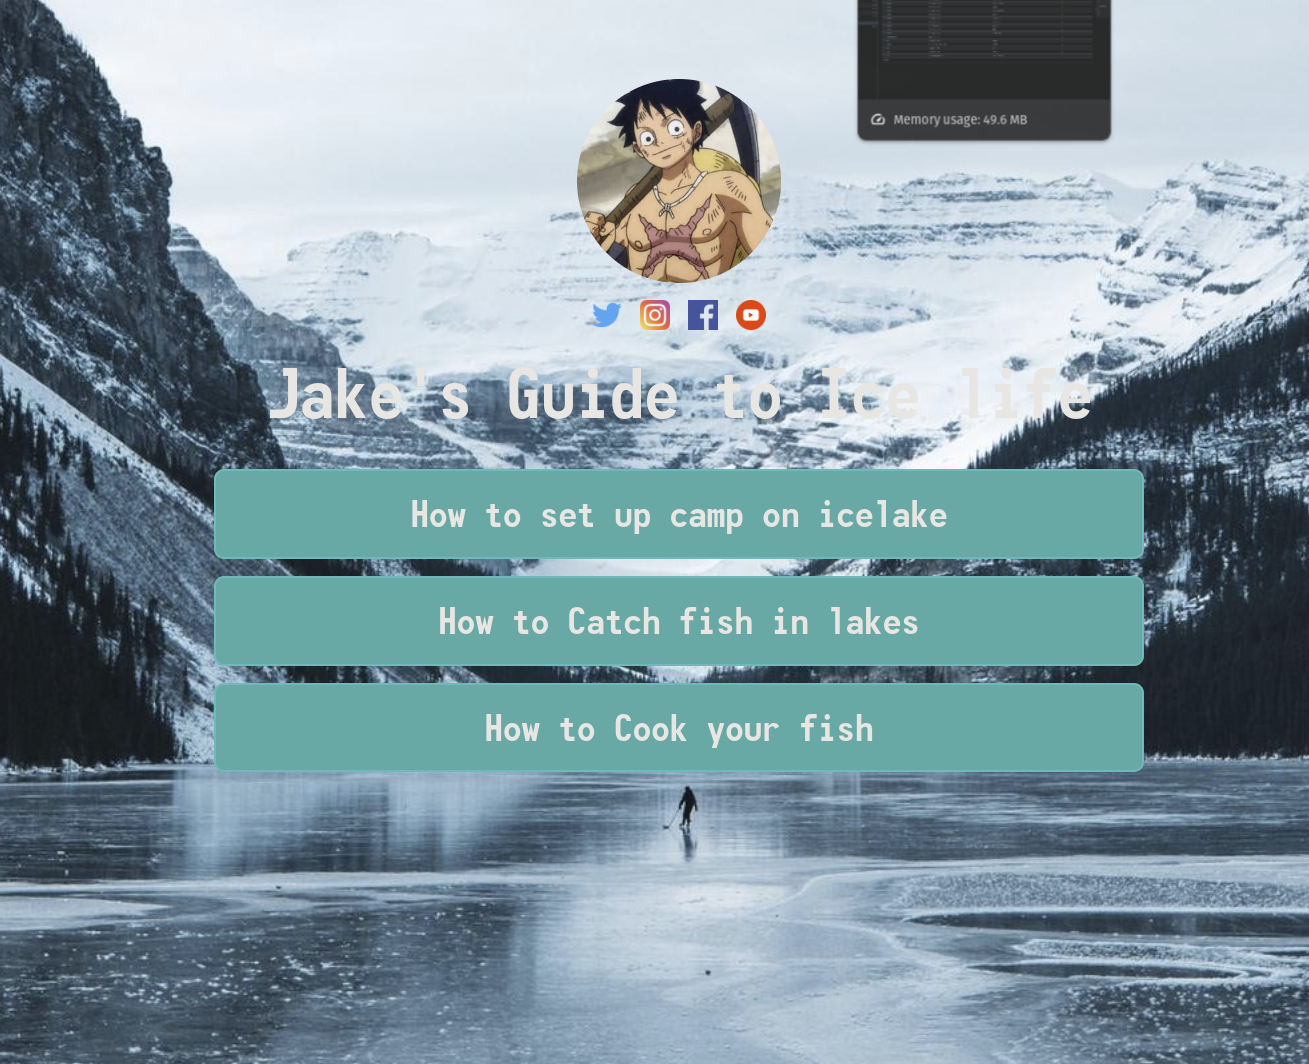 Memory usage: 49.6 MB
Jake's Guide to Ice life
How to set up camp on icelake
How to Catch fish in lakes
How to Cook your fish